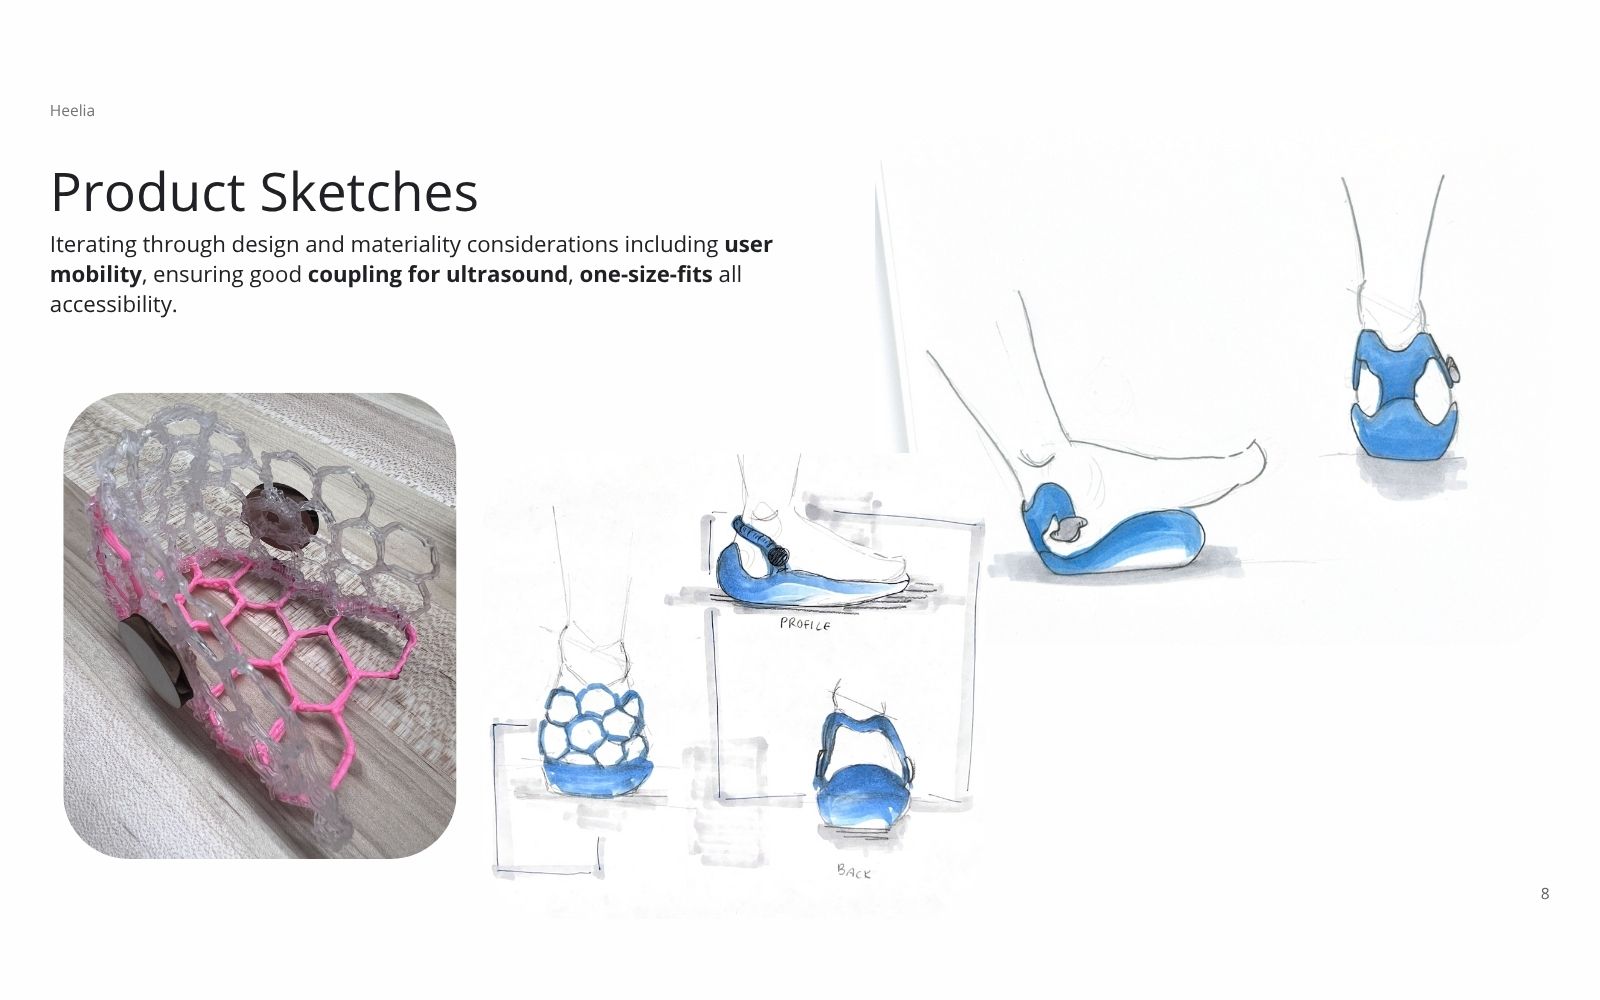 Heelia
Product Sketches
Iterating through design and materiality considerations including user
mobility, ensuring good coupling for ultrasound, one-size-fits all
accessibility.
PROFILE
BACK
8